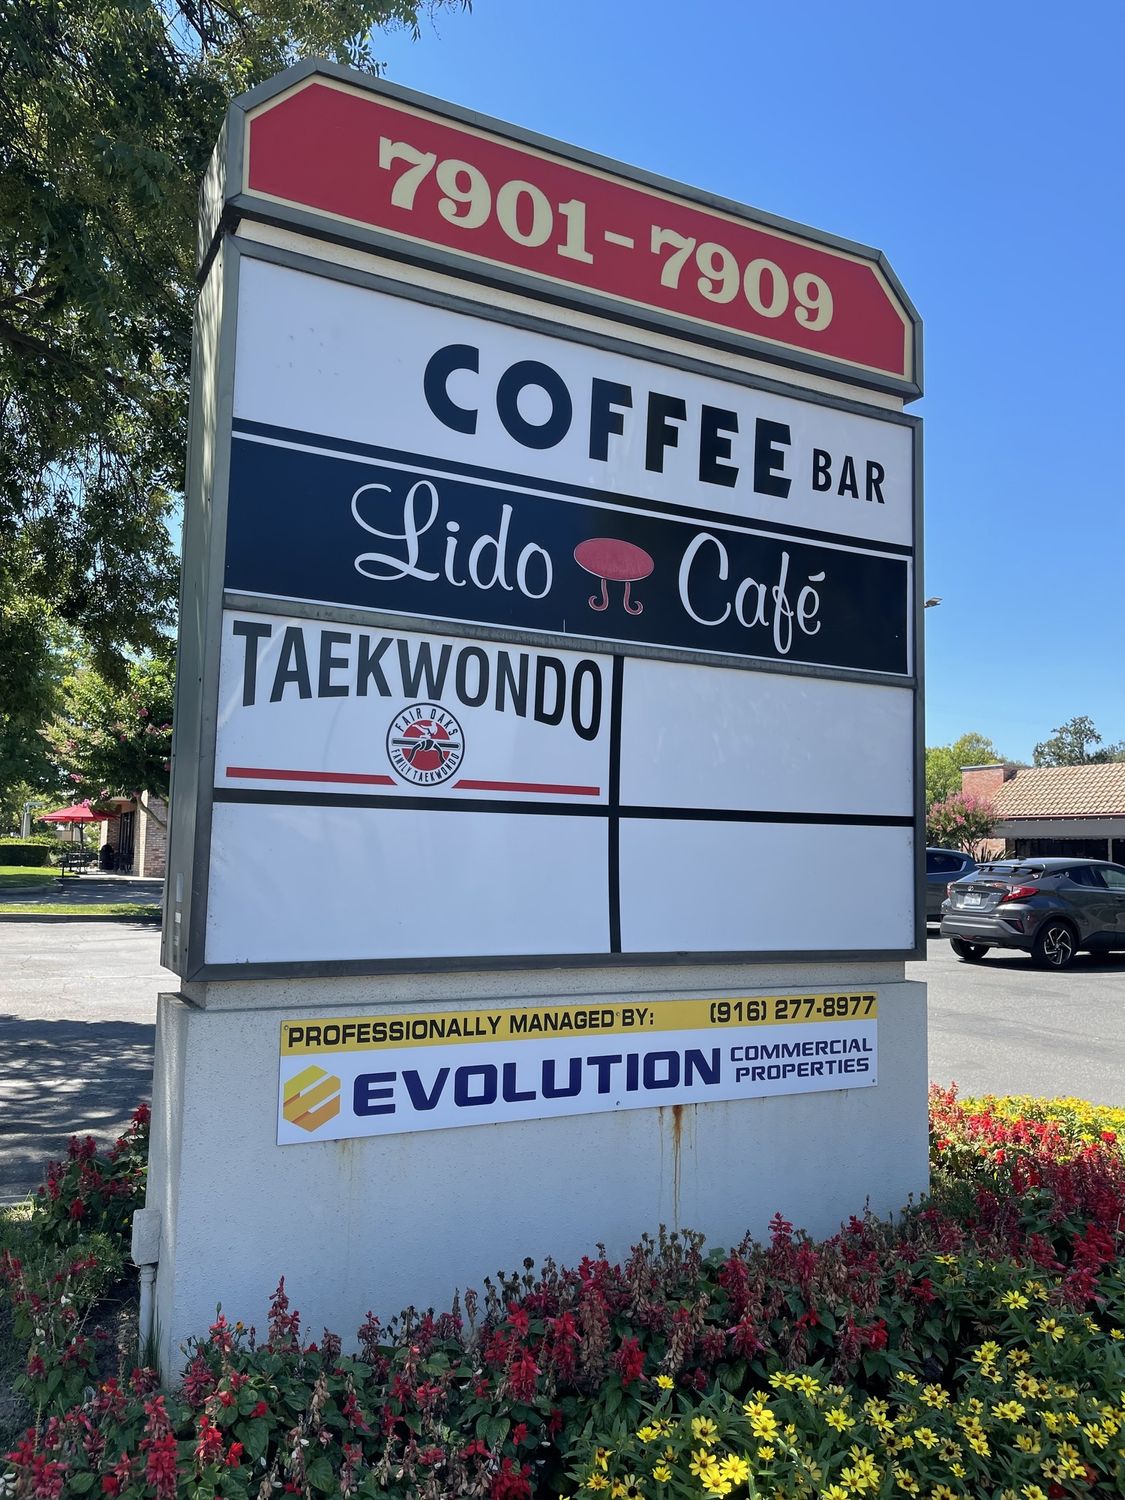 7901-7909
COFFEE BAR
Lido Café
TAEKWONDO
FAIR OAKS
FAMILY TAEKWONDO
PROFESSIONALLY MANAGED BY: (916) 277-8977
EVOLUTION COMMERCIAL
PROPERTIES